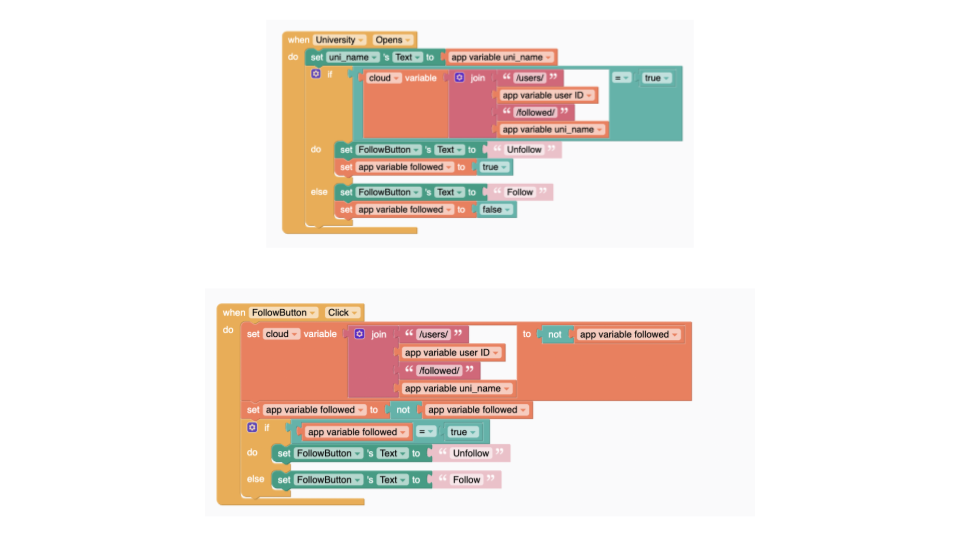 when University Opens
do set uni_name 's Text to app variable uni_name
if cloud variable join “ /users/ ” = true
app variable user ID
“ /followed/ ”
app variable uni_name
do set FollowButton 's Text to “ Unfollow ”
set app variable followed to true
else set FollowButton 's Text to “ Follow ”
set app variable followed to false
when FollowButton Click
do set cloud variable join “ /users/ ” to not app variable followed
app variable user ID
“ /followed/ ”
app variable uni_name
set app variable followed to not app variable followed
if app variable followed = true
do set FollowButton 's Text to “ Unfollow ”
else set FollowButton 's Text to “ Follow ”